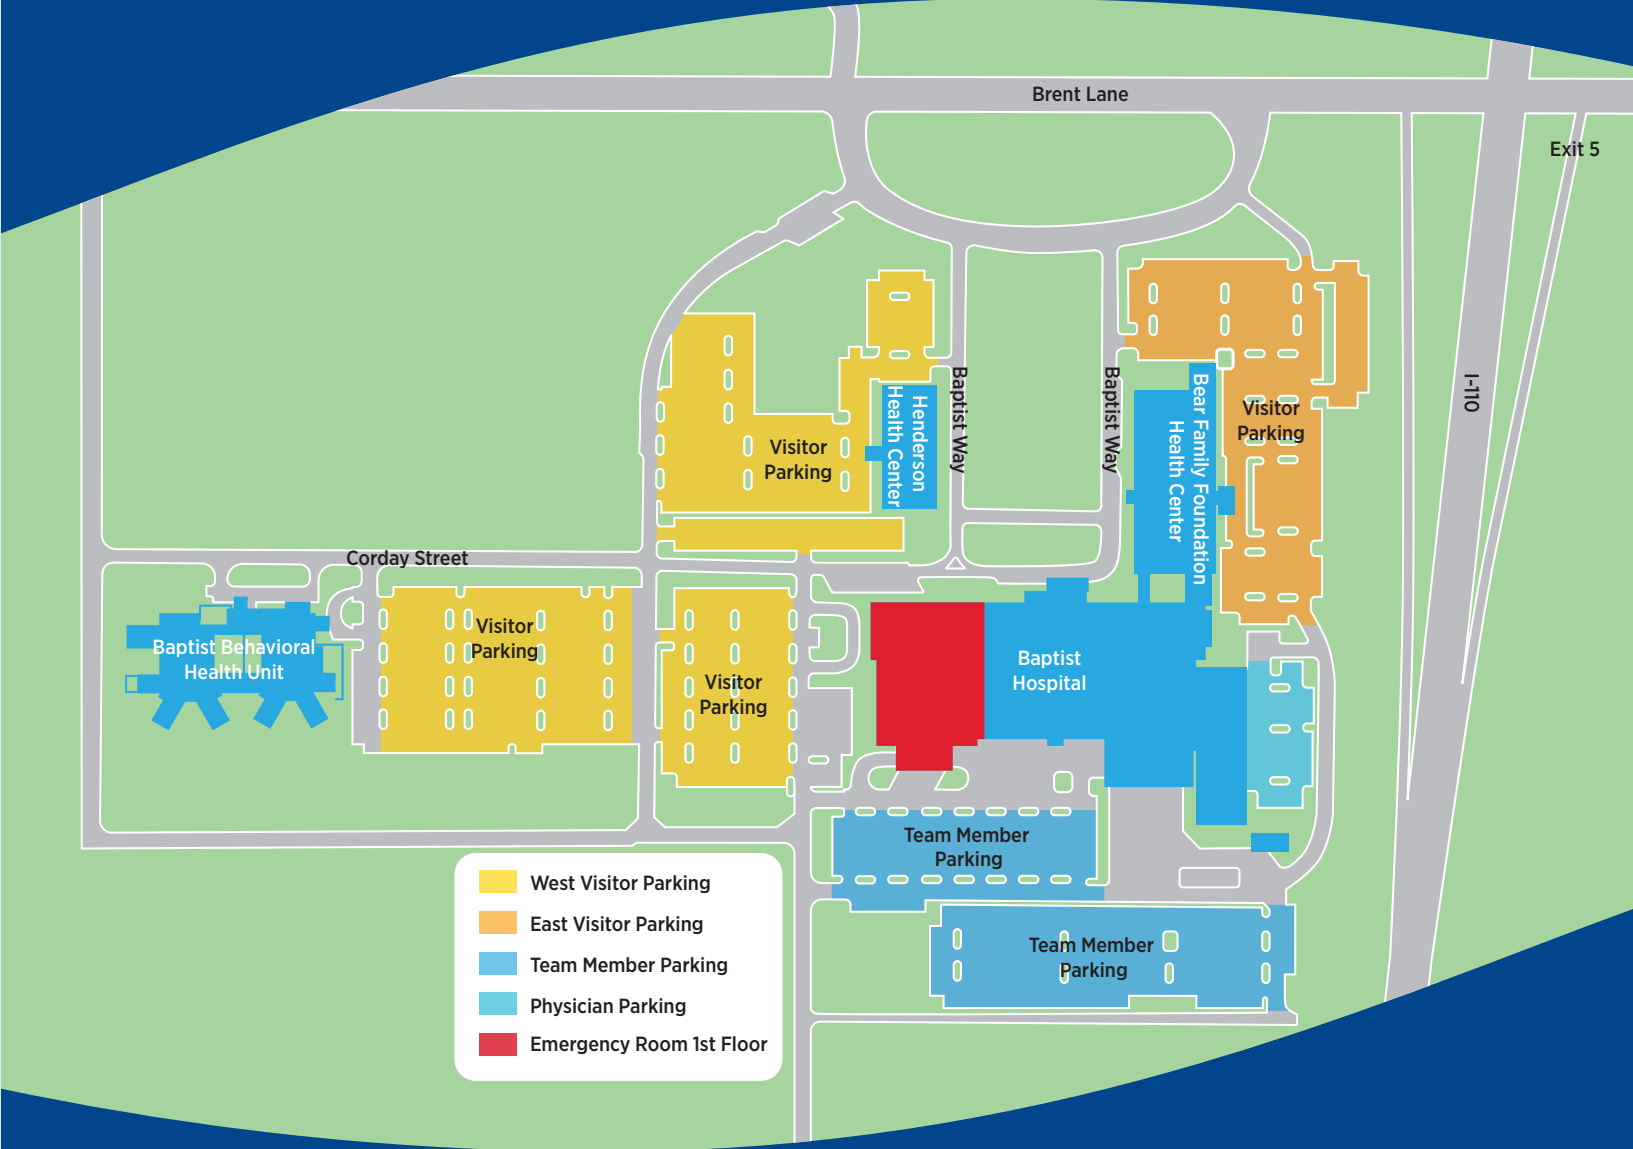 Brent Lane
Exit 5
Baptist Way
Baptist Way
I-110
Bear Family Foundation
Health Center
Visitor
Parking
Henderson
Health Center
Visitor
Parking
Corday Street
Visitor
Parking
Baptist Behavioral
Health Unit
Baptist
Hospital
Visitor
Parking
Team Member
Parking
Team Member
Parking
West Visitor Parking
East Visitor Parking
Team Member Parking
Physician Parking
Emergency Room 1st Floor